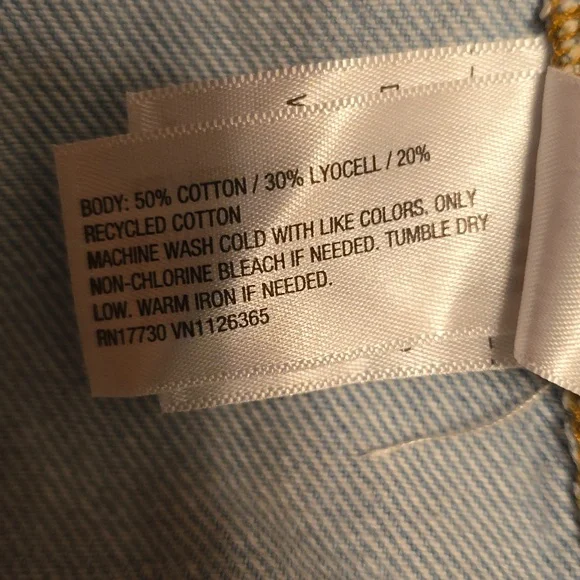 BODY: 50% COTTON / 30% LYOCELL / 20%
RECYCLED COTTON
MACHINE WASH COLD WITH LIKE COLORS. ONLY
NON-CHLORINE BLEACH IF NEEDED. TUMBLE DRY
LOW. WARM IRON IF NEEDED.
RN17730 VN1126365